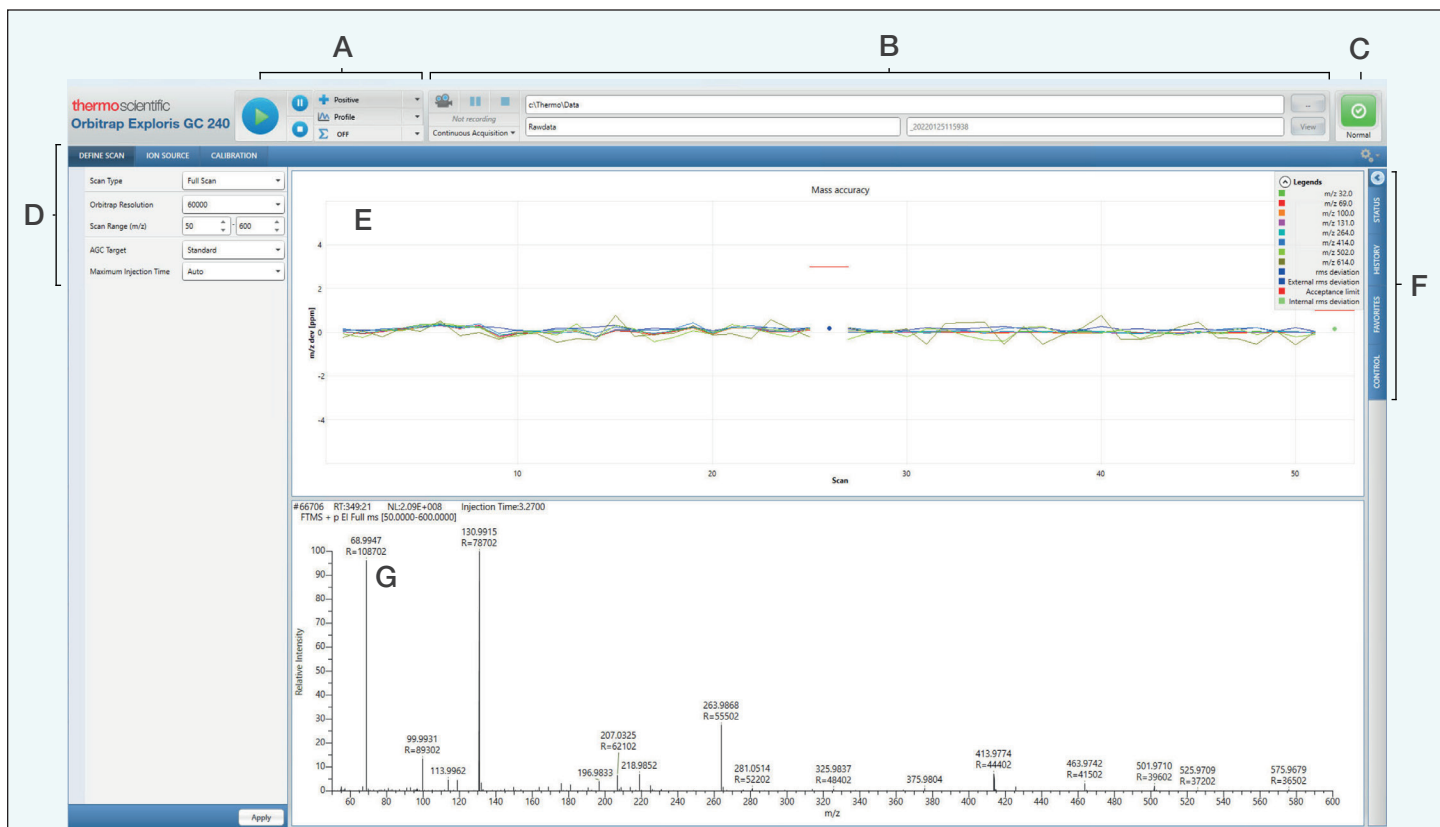 A
B
C
thermoscientific
Orbitrap Exploris GC 240
Positive
Profile
OFF
Not recording
Continuous Acquisition
c:\Thermo\Data
...
Rawdata
_20220125115938
View
Normal
DEFINE SCAN
ION SOURCE
CALIBRATION
D
Scan Type
Full Scan
Orbitrap Resolution
60000
Scan Range (m/z)
50
-
600
AGC Target
Standard
Maximum Injection Time
Auto
Apply
E
Mass accuracy
Legends
m/z 32.0
m/z 69.0
m/z 100.0
m/z 131.0
m/z 264.0
m/z 414.0
m/z 502.0
m/z 614.0
rms deviation
External rms deviation
Acceptance limit
Internal rms deviation
m/z dev [ppm]
4
2
0
-2
-4
10
20
30
40
50
Scan
STATUS
HISTORY
FAVORITES
CONTROL
F
#66706 RT:349:21 NL:2.09E+008 Injection Time:3.2700
FTMS + p EI Full ms [50.0000-600.0000]
G
Relative Intensity
100
90
80
70
60
50
40
30
20
10
0
68.9947
R=108702
130.9915
R=78702
99.9931
R=89302
113.9962
196.9833
207.0325
R=62102
218.9852
263.9868
R=55502
281.0514
R=52202
325.9837
R=48402
375.9804
413.9774
R=44402
463.9742
R=41502
501.9710
R=39602
525.9709
R=37202
575.9679
R=36502
60 80 100 120 140 160 180 200 220 240 260 280 300 320 340 360 380 400 420 440 460 480 500 520 540 560 580 600
m/z